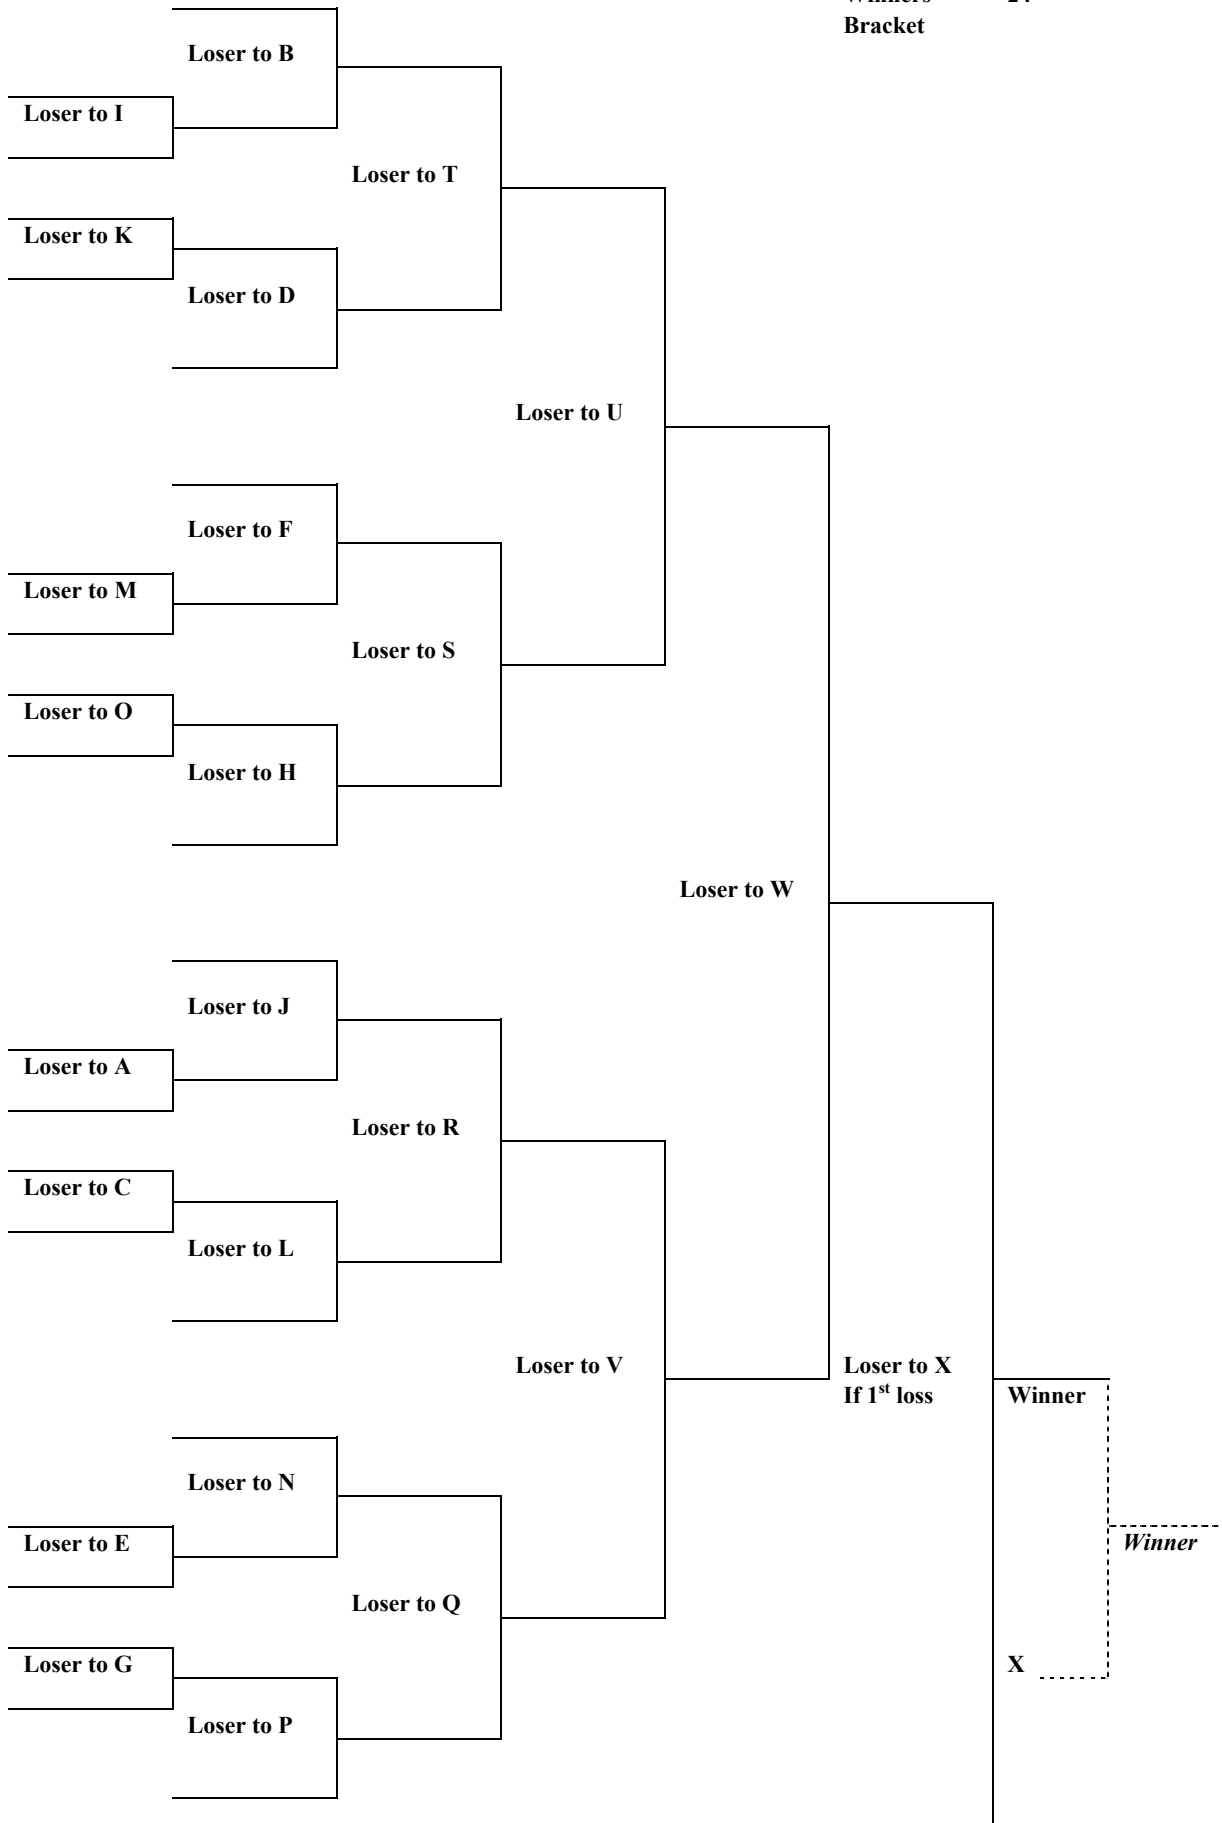 Bracket
Loser to B
Loser to I
Loser to T
Loser to K
Loser to D
Loser to U
Loser to F
Loser to M
Loser to S
Loser to O
Loser to H
Loser to W
Loser to J
Loser to A
Loser to R
Loser to C
Loser to L
Loser to V
Loser to X
If 1st loss
Winner
Loser to N
Loser to E
Winner
Loser to Q
Loser to G
X
Loser to P